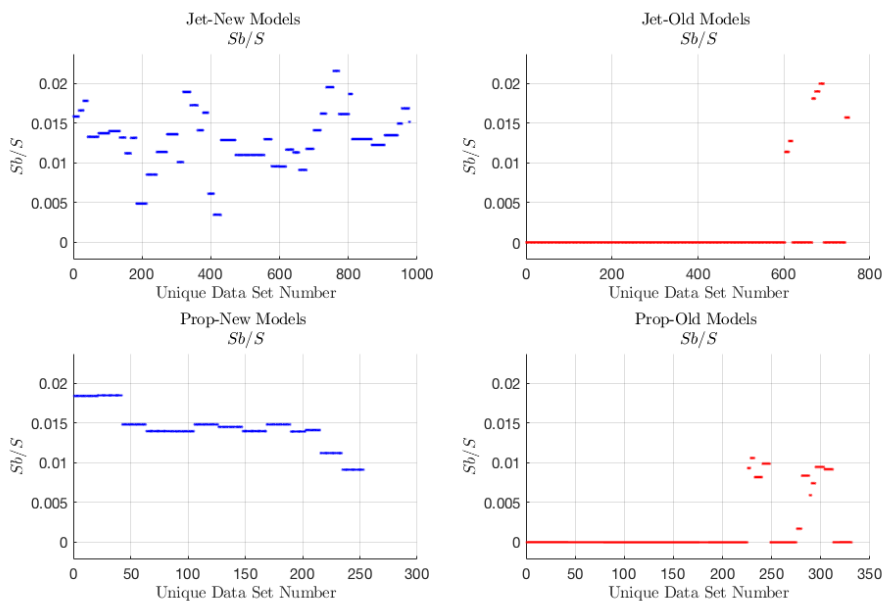 Jet-New Models
Sb/S
Sb/S
0.02
0.015
0.01
0.005
0
0 200 400 600 800 1000
Unique Data Set Number
Jet-Old Models
Sb/S
Sb/S
0.02
0.015
0.01
0.005
0
0 200 400 600 800
Unique Data Set Number
Prop-New Models
Sb/S
Sb/S
0.02
0.015
0.01
0.005
0
0 50 100 150 200 250 300
Unique Data Set Number
Prop-Old Models
Sb/S
Sb/S
0.02
0.015
0.01
0.005
0
0 50 100 150 200 250 300 350
Unique Data Set Number